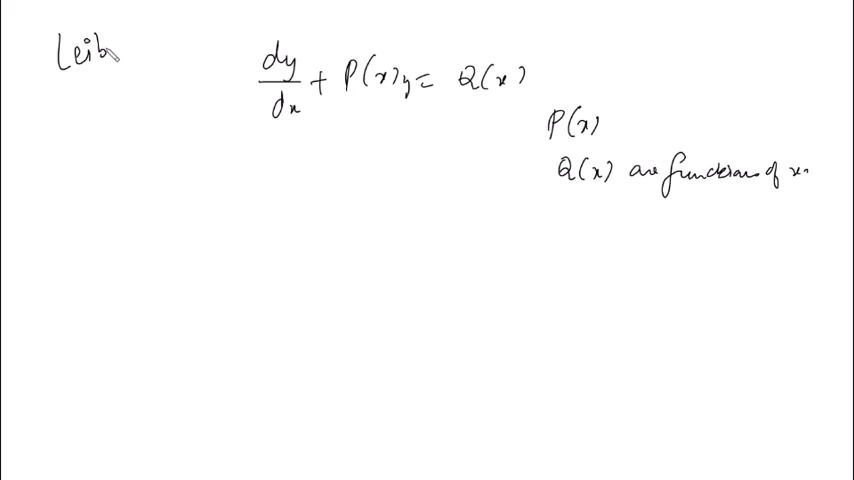 Leib
dy/dx + P(x)y = Q(x)
P(x)
Q(x) are functions of x.